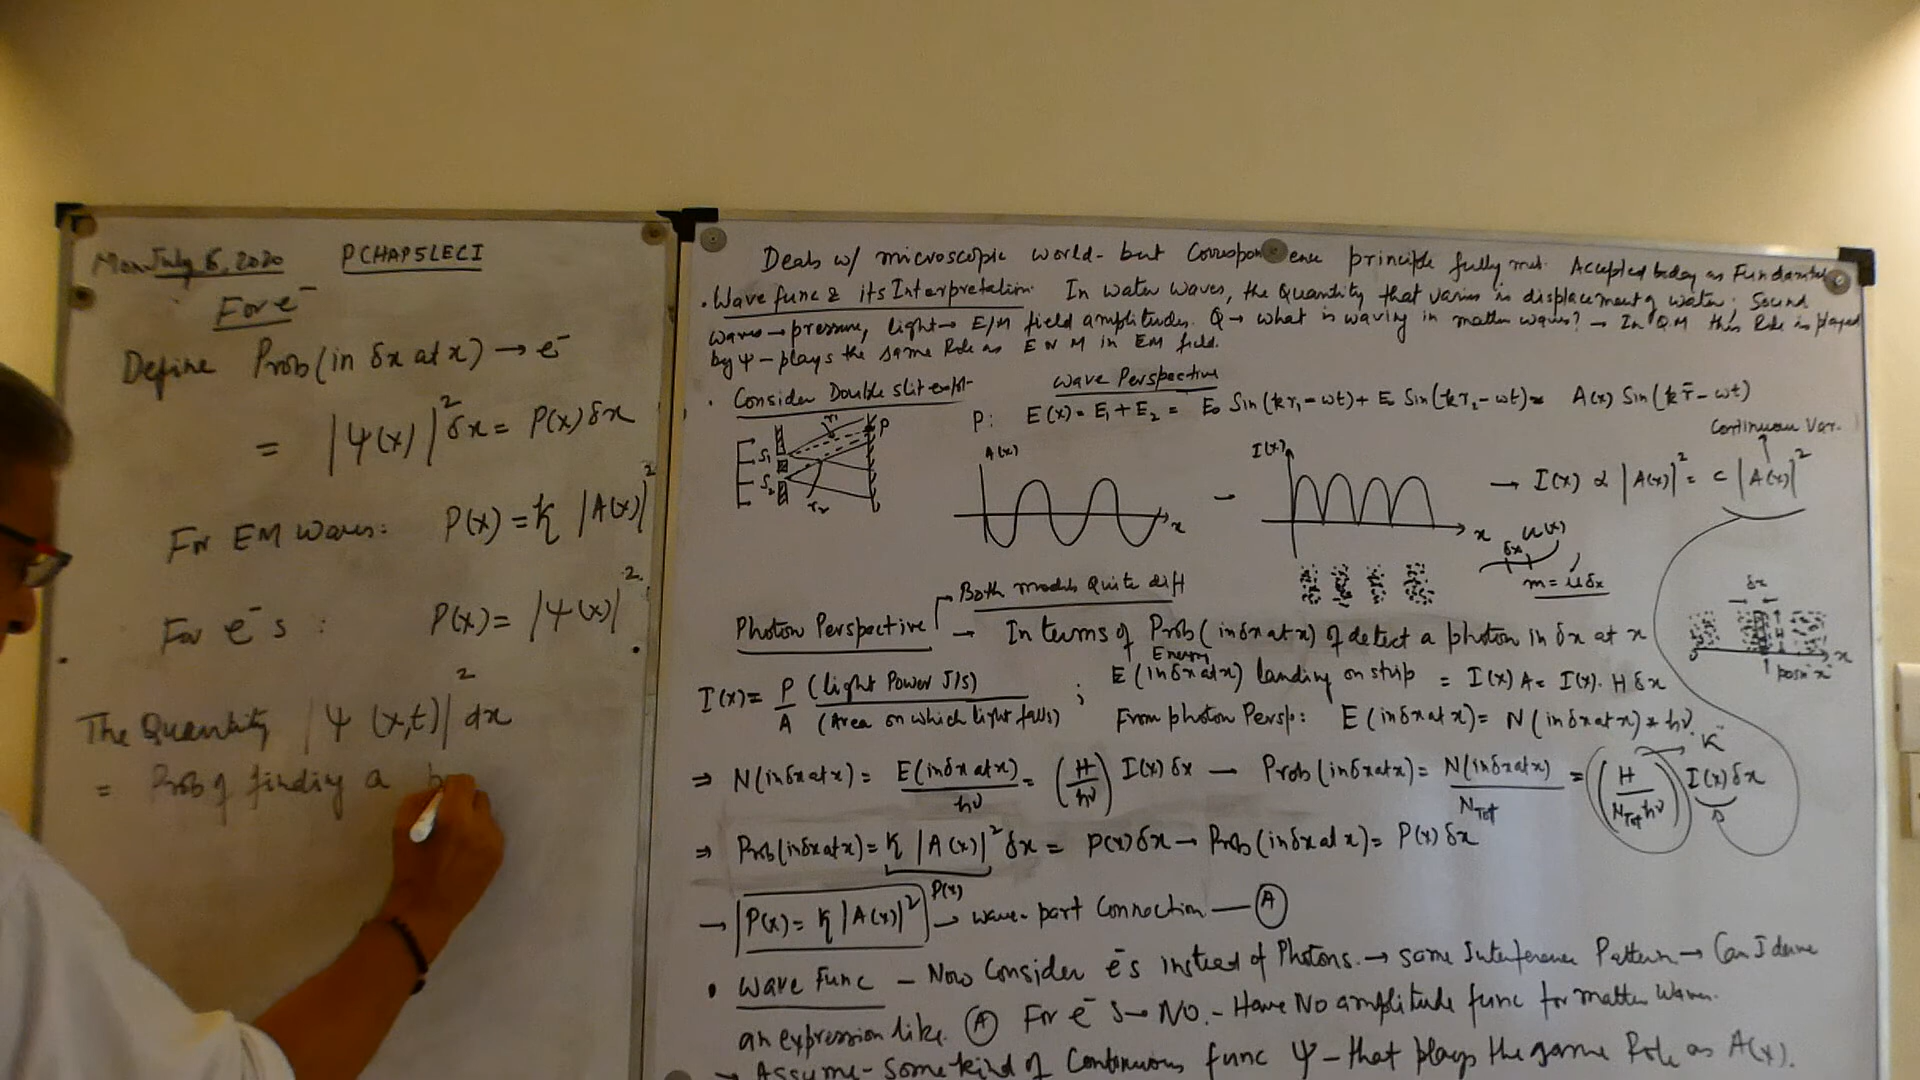 Mon July 6, 2020 PCHAP5LEC1
For e⁻
Define Prob(in δx at x) → e⁻
= |ψ(x)|² δx = P(x) δx
For EM Waves: P(x) = K |A(x)|²
For e⁻s : P(x) = |ψ(x)|²
The Quantity |ψ(x,t)|² dx
= Prob of finding a
Deals w/ microscopic world - but Correspondence principle fully met. Accepted today as Fundamental
. Wave func & its Interpretation. In water waves, the Quantity that varies is displacement of water; Sound
waves → pressure, light → E/M field amplitudes. Q → what is waving in matter waves? → In QM this Role is played
by ψ - plays the same Role as E or M in EM field.
. Consider Double slit expt-
Wave Perspective
P: E(x) = E₁ + E₂ = E₀ Sin(kr₁ - ωt) + E₀ Sin(kr₂ - ωt) = A(x) Sin(kr̄ - ωt)
Continuous Var.
S₁ S₂ r₁ r₂ P
A(x) x
I(x) x
→ I(x) α |A(x)|² = c |A(x)|²
δx u(x)
m = u δx
Both models Quite diff
Photon Perspective → In terms of Prob(in δx at x) of detect a photon in δx at x
δx H x
posn x
I(x) = P/A (Light Power J/s) / (Area on which light falls) ; Energy E(in δx at x) landing on strip = I(x) A = I(x). H δx
From photon Persp: E(in δx at x) = N(in δx at x) * hν
⇒ N(in δx at x) = E(in δx at x)/hν = (H/hν) I(x) δx → Prob(in δx at x) = N(in δx at x)/N_Tot = (H/N_Tot hν) I(x) δx
K
⇒ Prob(in δx at x) = K |A(x)|² δx = P(x) δx → Prob(in δx at x) = P(x) δx
P(x)
→ P(x) = K |A(x)|² → wave-part Connection — Ⓐ
• Wave Func - Now Consider e⁻s instead of Photons. → same Interference Pattern → Can I derive
an expression like Ⓐ For e⁻s → NO. - Have No amplitude func for matter Waves.
→ Assume - Some kind of Continuous func ψ - that plays the same Role as A(x).